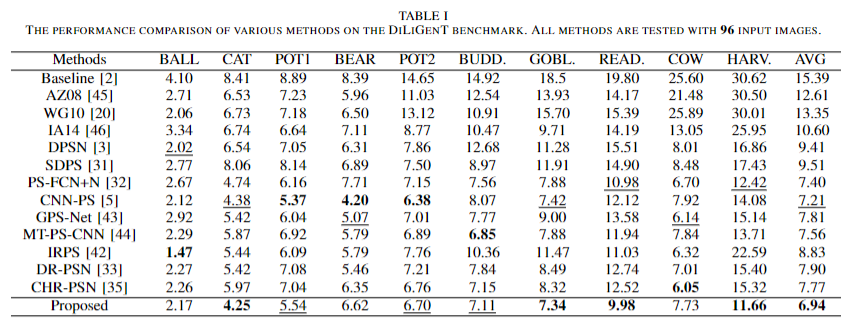 TABLE I
THE PERFORMANCE COMPARISON OF VARIOUS METHODS ON THE DILIGENT BENCHMARK. ALL METHODS ARE TESTED WITH 96 INPUT IMAGES.
Methods BALL CAT POT1 BEAR POT2 BUDD. GOBL. READ. COW HARV. AVG
Baseline [2] 4.10 8.41 8.89 8.39 14.65 14.92 18.5 19.80 25.60 30.62 15.39
AZ08 [45] 2.71 6.53 7.23 5.96 11.03 12.54 13.93 14.17 21.48 30.50 12.61
WG10 [20] 2.06 6.73 7.18 6.50 13.12 10.91 15.70 15.39 25.89 30.01 13.35
IA14 [46] 3.34 6.74 6.64 7.11 8.77 10.47 9.71 14.19 13.05 25.95 10.60
DPSN [3] 2.02 6.54 7.05 6.31 7.86 12.68 11.28 15.51 8.01 16.86 9.41
SDPS [31] 2.77 8.06 8.14 6.89 7.50 8.97 11.91 14.90 8.48 17.43 9.51
PS-FCN+N [32] 2.67 4.74 6.16 7.71 7.15 7.56 7.88 10.98 6.70 12.42 7.40
CNN-PS [5] 2.12 4.38 5.37 4.20 6.38 8.07 7.42 12.12 7.92 14.08 7.21
GPS-Net [43] 2.92 5.42 6.04 5.07 7.01 7.77 9.00 13.58 6.14 15.14 7.81
MT-PS-CNN [44] 2.29 5.87 6.92 5.79 6.89 6.85 7.88 11.94 7.84 13.71 7.56
IRPS [42] 1.47 5.44 6.09 5.79 7.76 10.36 11.47 11.03 6.32 22.59 8.83
DR-PSN [33] 2.27 5.42 7.08 5.46 7.21 7.84 8.49 12.74 7.01 15.40 7.90
CHR-PSN [35] 2.26 5.97 7.04 6.35 6.76 7.15 8.32 12.52 6.05 15.32 7.77
Proposed 2.17 4.25 5.54 6.62 6.70 7.11 7.34 9.98 7.73 11.66 6.94